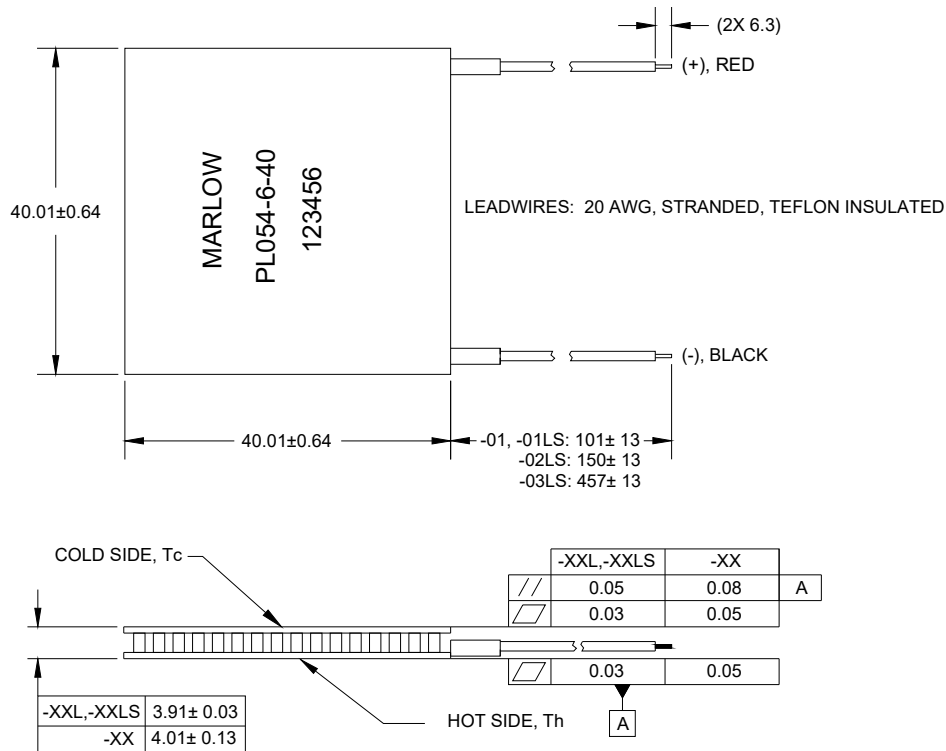 (2X 6.3)
(+), RED
MARLOW
PL054-6-40
123456
40.01±0.64
LEADWIRES: 20 AWG, STRANDED, TEFLON INSULATED
(-), BLACK
40.01±0.64
-01, -01LS: 101± 13
-02LS: 150± 13
-03LS: 457± 13
COLD SIDE, Tc
-XXL,-XXLS -XX
// 0.05 0.08 A
0.03 0.05
0.03 0.05
A
HOT SIDE, Th
-XXL,-XXLS 3.91± 0.03
-XX 4.01± 0.13